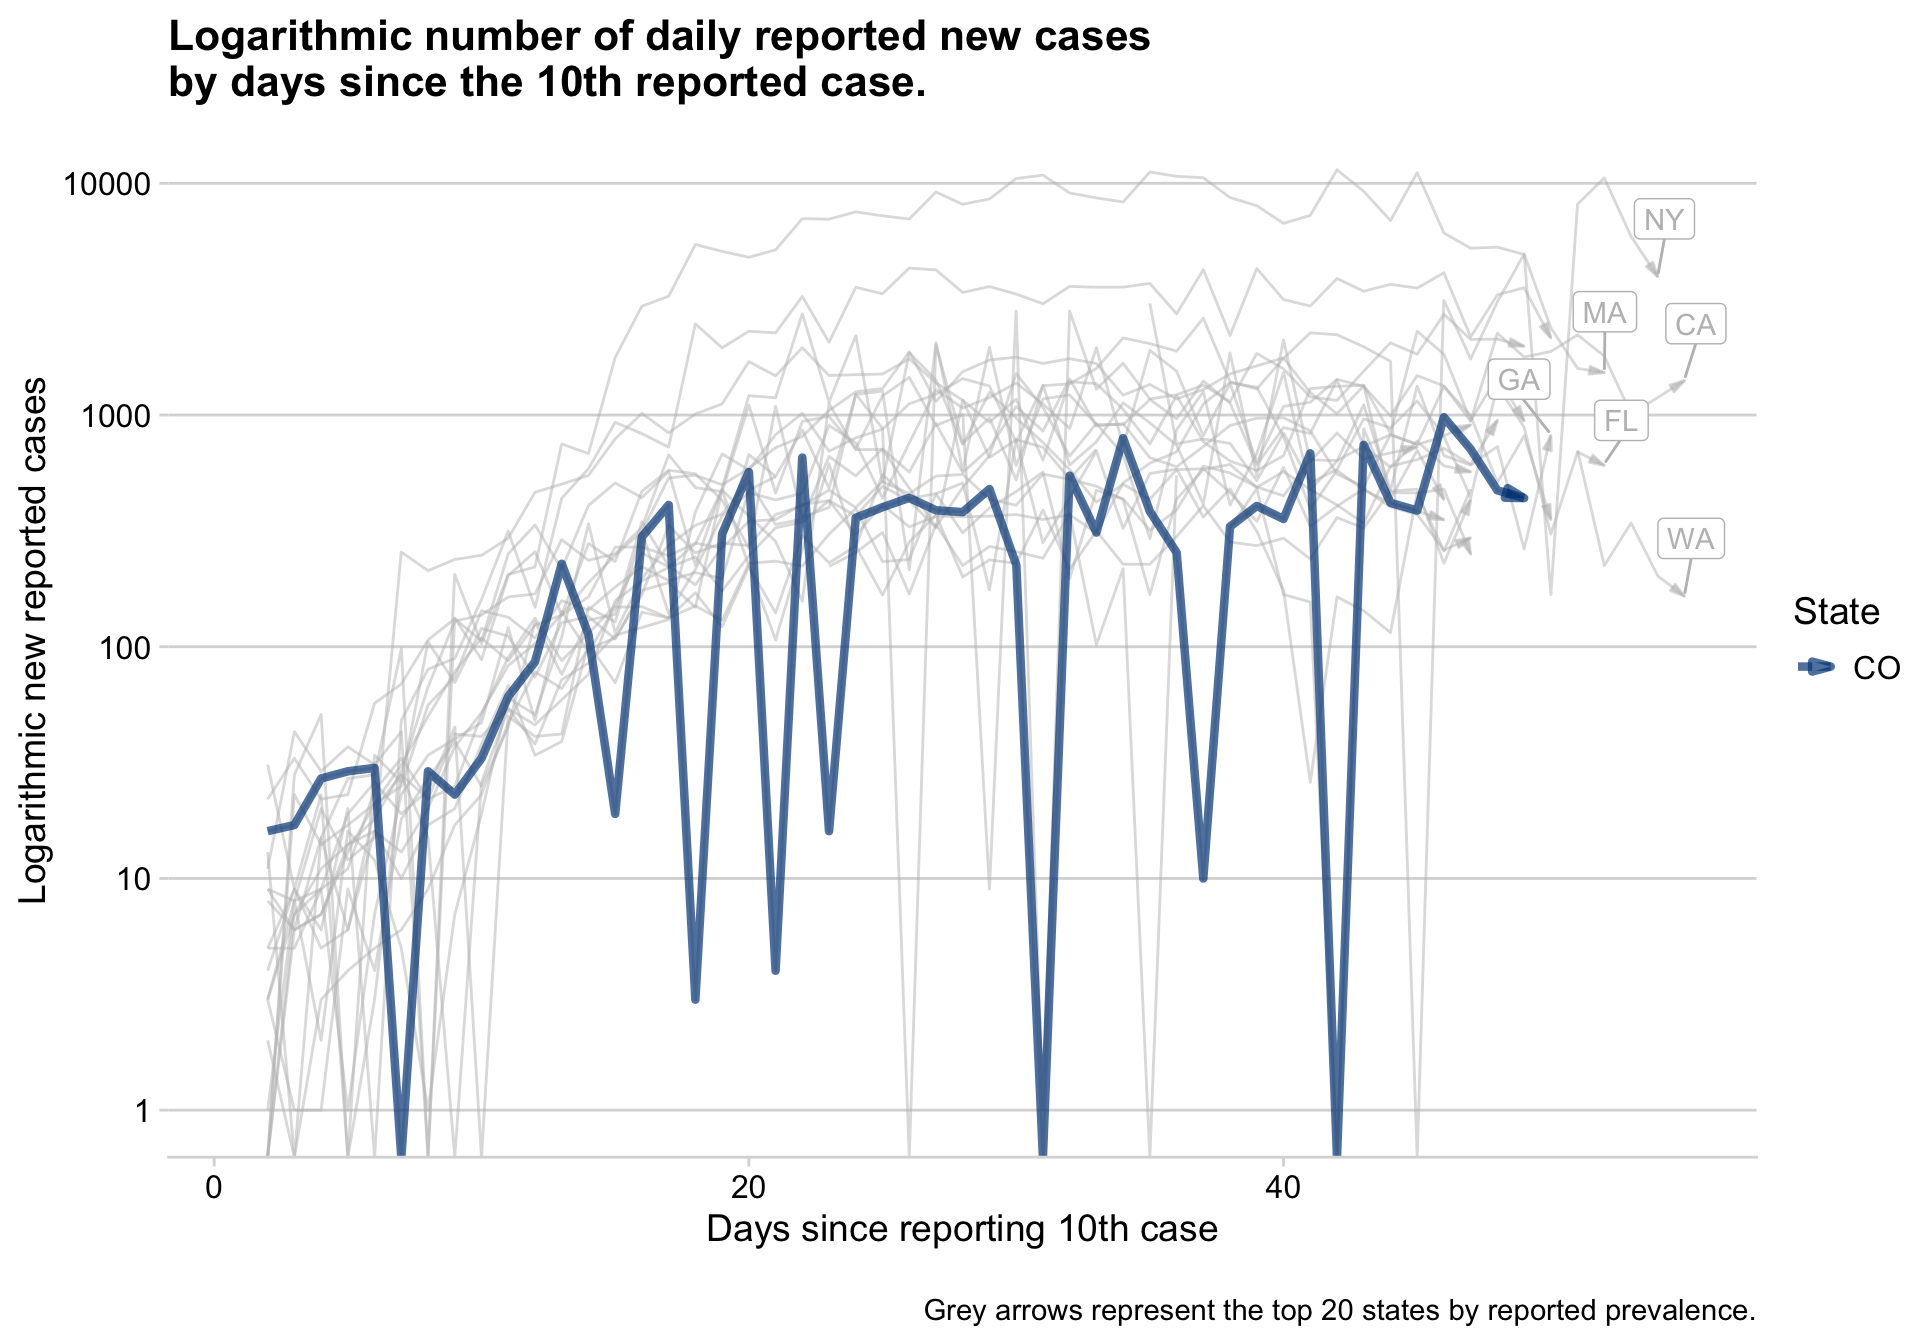 Logarithmic number of daily reported new cases
by days since the 10th reported case.
Logarithmic new reported cases
10000
1000
100
10
1
NY
MA
CA
GA
FL
WA
State
CO
0
20
40
Days since reporting 10th case
Grey arrows represent the top 20 states by reported prevalence.